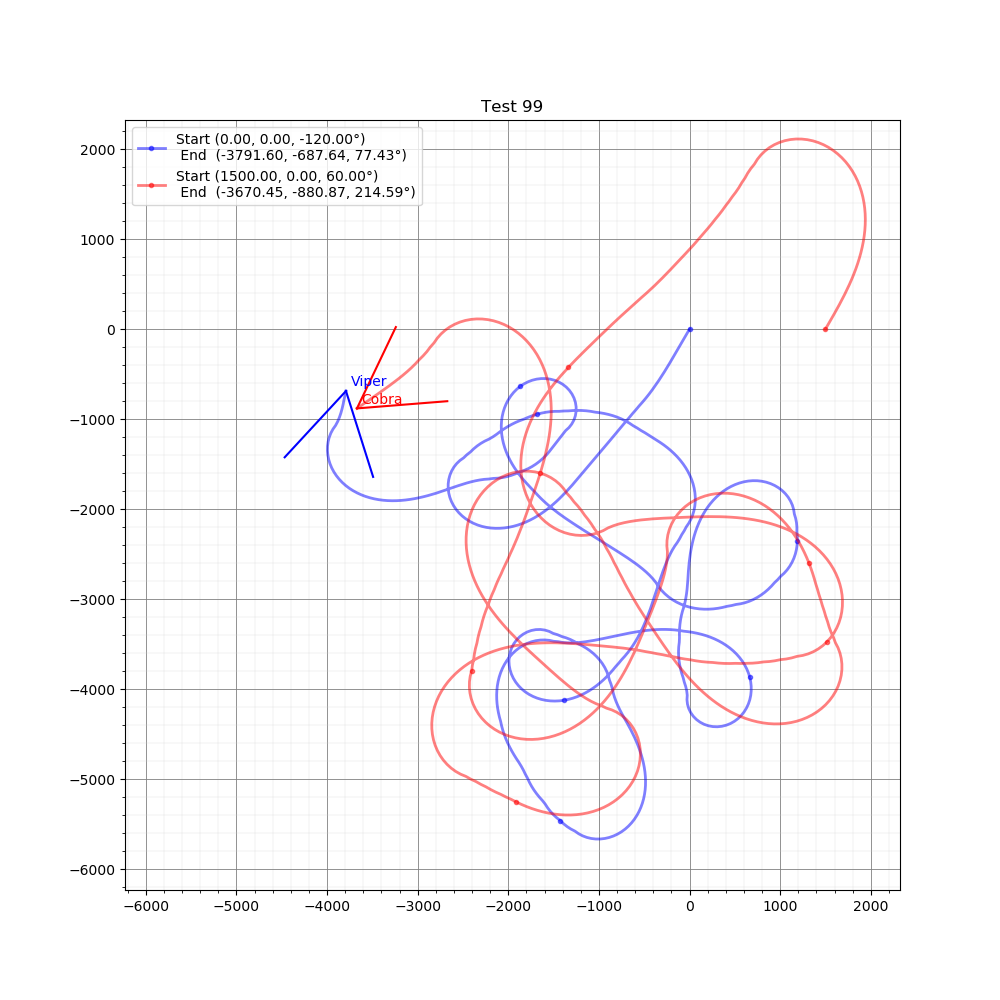 Test 99
Start (0.00, 0.00, -120.00°)
End (-3791.60, -687.64, 77.43°)
Start (1500.00, 0.00, 60.00°)
End (-3670.45, -880.87, 214.59°)
2000
1000
0
−1000
−2000
−3000
−4000
−5000
−6000
Viper
Cobra
−6000 −5000 −4000 −3000 −2000 −1000 0 1000 2000